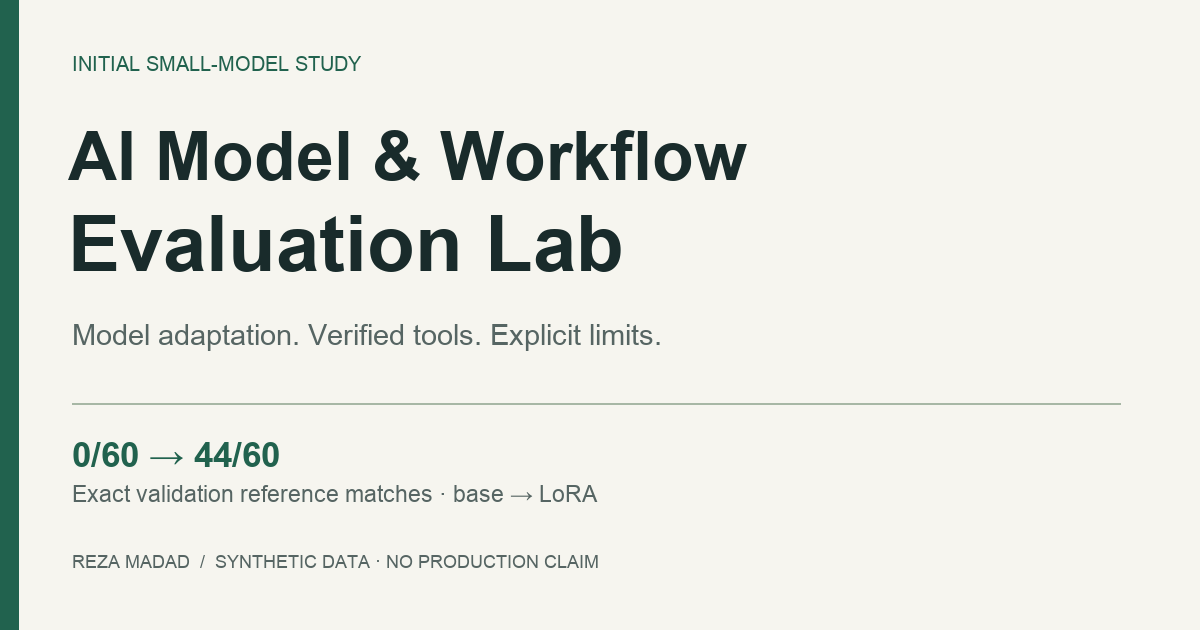 INITIAL SMALL-MODEL STUDY
AI Model & Workflow
Evaluation Lab
Model adaptation. Verified tools. Explicit limits.
0/60 → 44/60
Exact validation reference matches · base → LoRA
REZA MADAD / SYNTHETIC DATA · NO PRODUCTION CLAIM